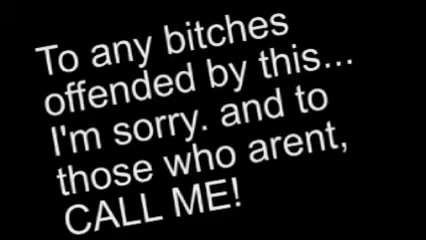 To any bitches
offended by this...
I'm sorry. and to
those who arent,
CALL ME!